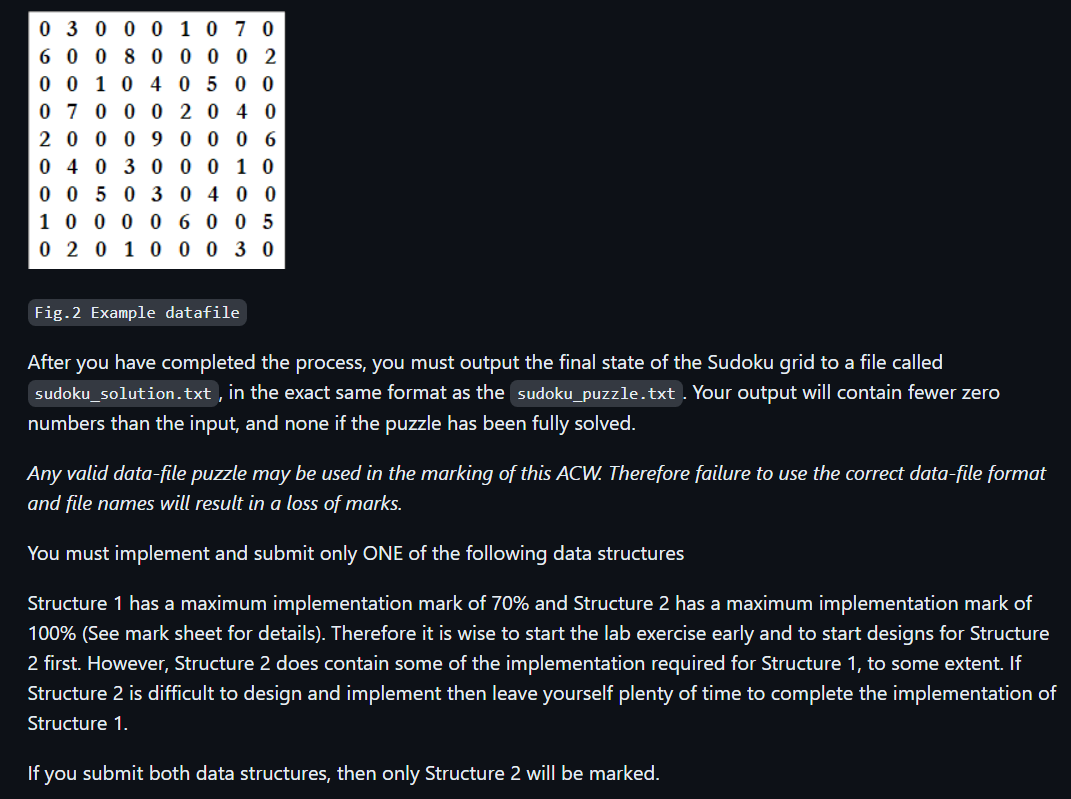 0 3 0 0 0 1 0 7 0
6 0 0 8 0 0 0 0 2
0 0 1 0 4 0 5 0 0
0 7 0 0 0 2 0 4 0
2 0 0 0 9 0 0 0 6
0 4 0 3 0 0 0 1 0
0 0 5 0 3 0 4 0 0
1 0 0 0 0 6 0 0 5
0 2 0 1 0 0 0 3 0
Fig.2 Example datafile
After you have completed the process, you must output the final state of the Sudoku grid to a file called
sudoku_solution.txt, in the exact same format as the sudoku_puzzle.txt. Your output will contain fewer zero
numbers than the input, and none if the puzzle has been fully solved.
Any valid data-file puzzle may be used in the marking of this ACW. Therefore failure to use the correct data-file format
and file names will result in a loss of marks.
You must implement and submit only ONE of the following data structures
Structure 1 has a maximum implementation mark of 70% and Structure 2 has a maximum implementation mark of
100% (See mark sheet for details). Therefore it is wise to start the lab exercise early and to start designs for Structure
2 first. However, Structure 2 does contain some of the implementation required for Structure 1, to some extent. If
Structure 2 is difficult to design and implement then leave yourself plenty of time to complete the implementation of
Structure 1.
If you submit both data structures, then only Structure 2 will be marked.